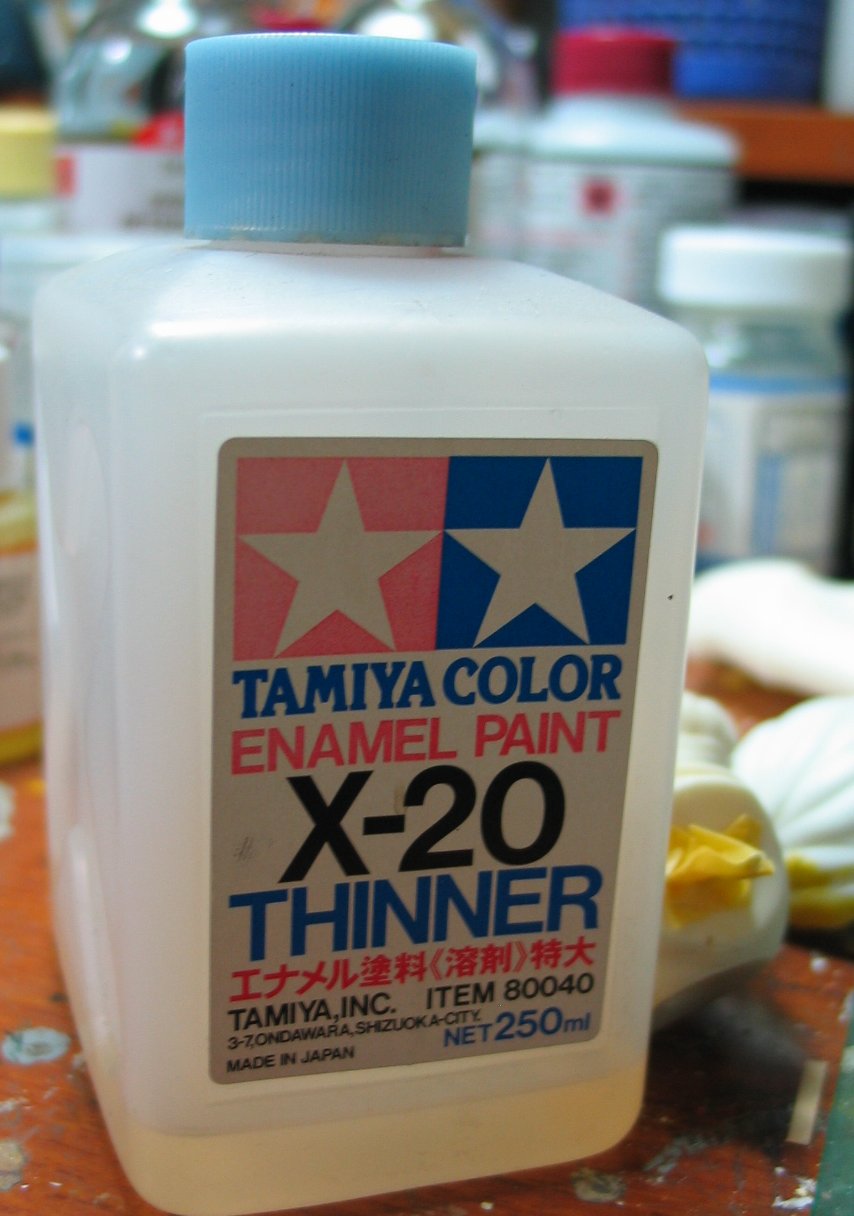 TAMIYA COLOR
ENAMEL PAINT
X-20
THINNER
エナメル塗料《溶剤》特大
TAMIYA,INC. ITEM 80040
3-7,ONDAWARA,SHIZUOKA-CITY.
NET 250ml
MADE IN JAPAN